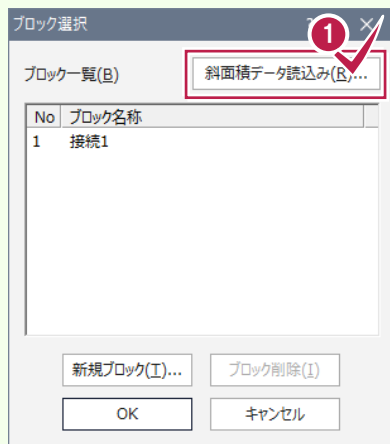 ブロック選択
1
ブロック一覧(B)
斜面積データ読込み(R)...
No ブロック名称
1 接続1
新規ブロック(T)...
ブロック削除(I)
OK
キャンセル